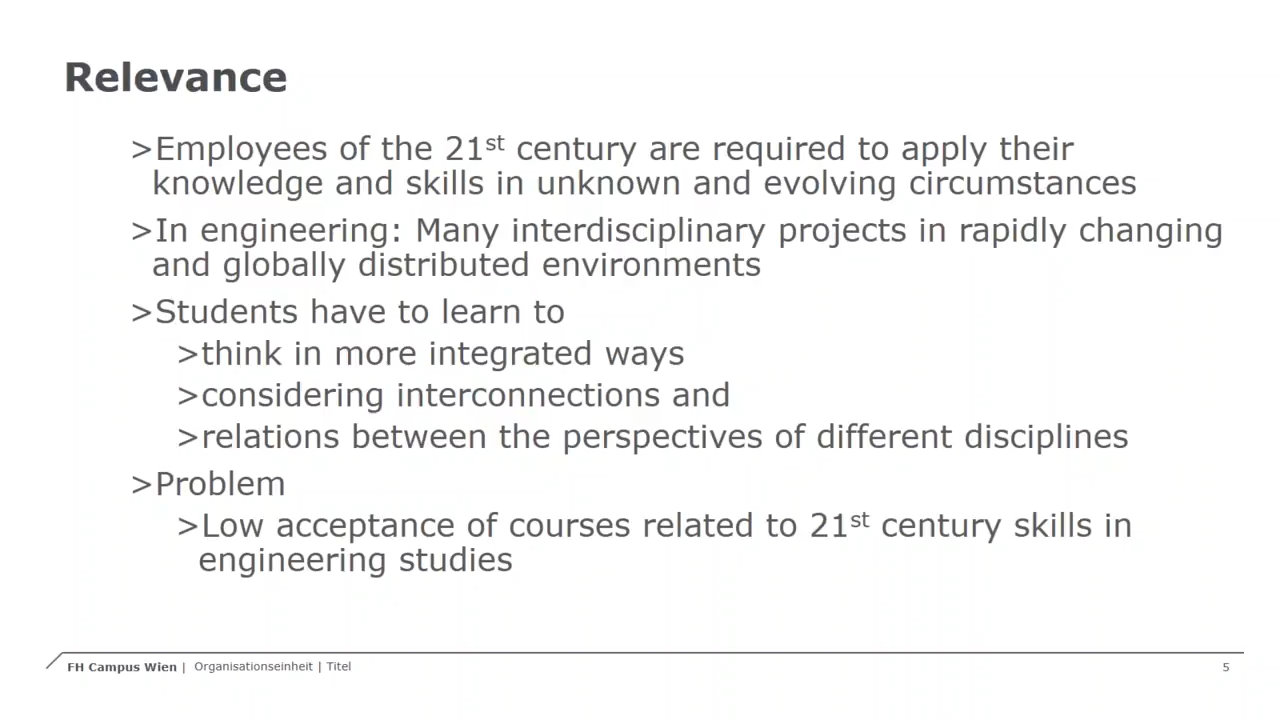 Relevance
>Employees of the 21st century are required to apply their
knowledge and skills in unknown and evolving circumstances
>In engineering: Many interdisciplinary projects in rapidly changing
and globally distributed environments
>Students have to learn to
>think in more integrated ways
>considering interconnections and
>relations between the perspectives of different disciplines
>Problem
>Low acceptance of courses related to 21st century skills in
engineering studies
FH Campus Wien | Organisationseinheit | Titel
5